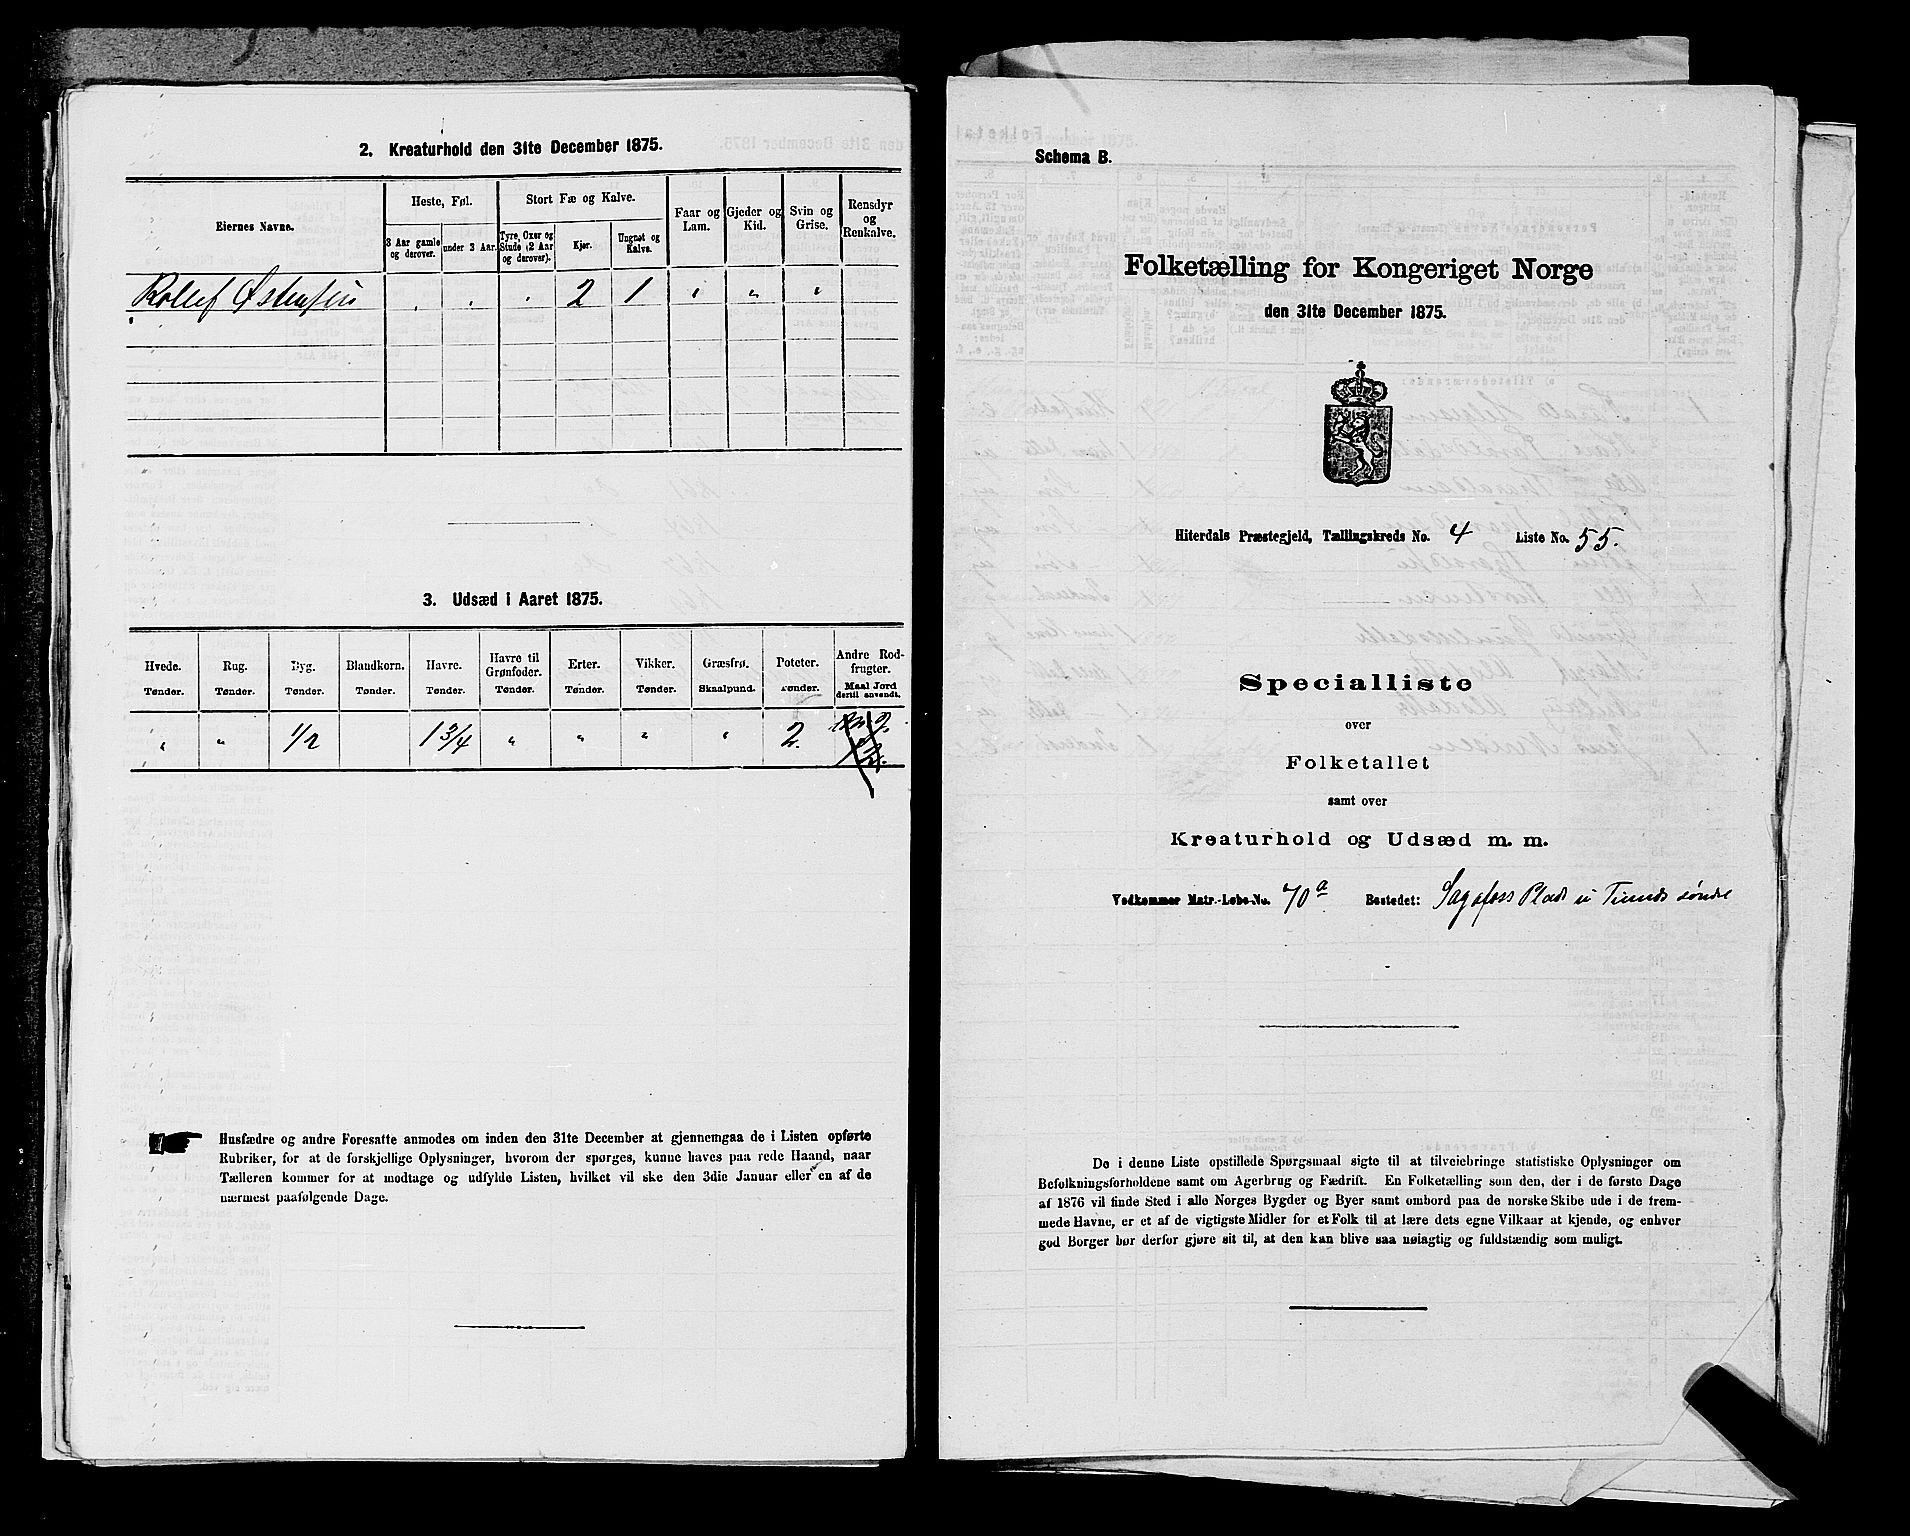 2. Kreaturhold den 31te December 1875.
Eiernes Navne.
Heste, Føl.
Stort Fæ og Kalve.
Faar og Lam.
Gjeder og Kid.
Svin og Grise.
Rensdyr og Renkalve.
3 Aar gamle og derover.
under 3 Aar.
Tyre, Oxer og Stude (2 Aar og derover).
Kjør.
Ungnøt og Kalve.
Rollef Østensen . . . 2 1 " " "
3. Udsæd i Aaret 1875.
Hvede. Rug. Byg. Blandkorn. Havre. Havre til Grønfoder. Erter. Vikker. Græsfrø. Poteter. Andre Rodfrugter.
Tønder. Tønder. Tønder. Tønder. Tønder. Tønder. Tønder. Tønder. Skaalpund. Tønder. Maal Jord dertil anvendt.
" " 1/2 1 3/4 " " " " 2.
Husfædre og andre Foresatte anmodes om inden den 31te December at gjennemgaa de i Listen opførte
Rubriker, for at de forskjellige Oplysninger, hvorom der spørges, kunne haves paa rede Haand, naar
Tælleren kommer for at modtage og udfylde Listen, hvilket vil ske den 3die Januar eller en af de
nærmest paafølgende Dage.
Schema B.
Folketælling for Kongeriget Norge
den 31te December 1875.
Hiterdals Præstegjeld, Tællingskreds No. 4 Liste No. 55.
Specialliste
over
Folketallet
samt over
Kreaturhold og Udsæd m. m.
Vedkommer Matr.-Løbe-No. 70a Bostedet: Sagafoss Plads u Tinnes søndre
De i denne Liste opstillede Spørgsmaal sigte til at tilveiebringe statistiske Oplysninger om
Befolkningsforholdene samt om Agerbrug og Fædrift. En Folketælling som den, der i de første Dage
af 1876 vil finde Sted i alle Norges Bygder og Byer samt ombord paa de norske Skibe ude i de frem-
mede Havne, er et af de vigtigste Midler for et Folk til at lære dets egne Vilkaar at kjende, og enhver
god Borger bør derfor gjøre sit til, at den kan blive saa nøiagtig og fuldstændig som muligt.